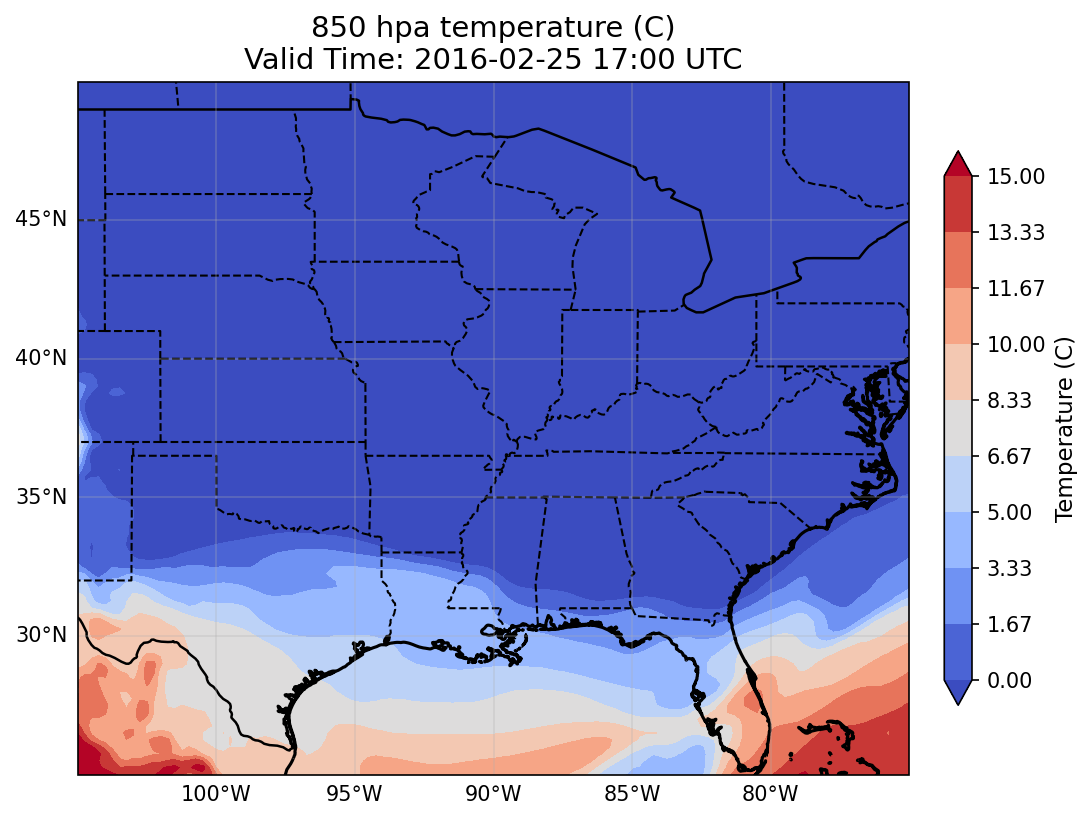 850 hpa temperature (C)
Valid Time: 2016-02-25 17:00 UTC
45°N
40°N
35°N
30°N
100°W
95°W
90°W
85°W
80°W
15.00
13.33
11.67
10.00
8.33
6.67
5.00
3.33
1.67
0.00
Temperature (C)